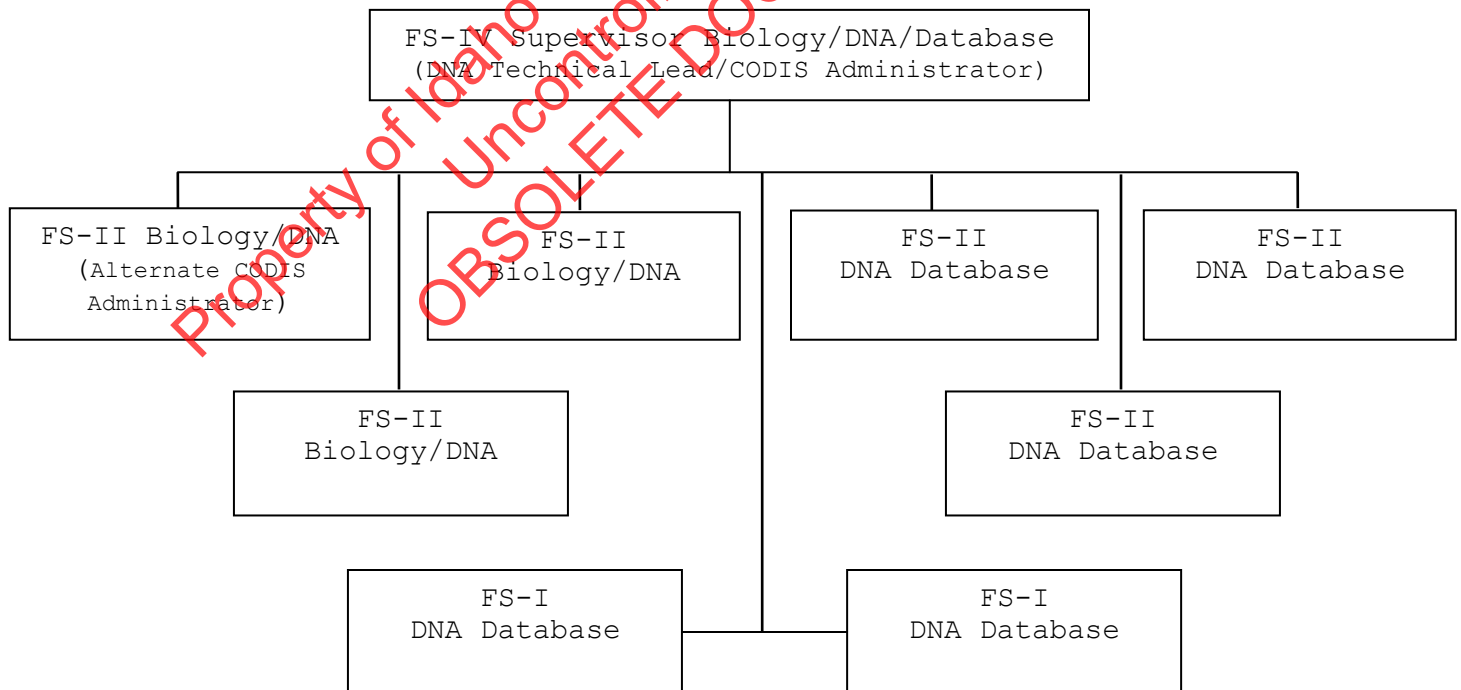 FS-IV Supervisor Biology/DNA/Database
(DNA Technical Lead/CODIS Administrator)
FS-II Biology/DNA
(Alternate CODIS
Administrator)
FS-II
Biology/DNA
FS-II
DNA Database
FS-II
DNA Database
FS-II
Biology/DNA
FS-II
DNA Database
FS-I
DNA Database
FS-I
DNA Database
Property of Idaho
OBSOLETE